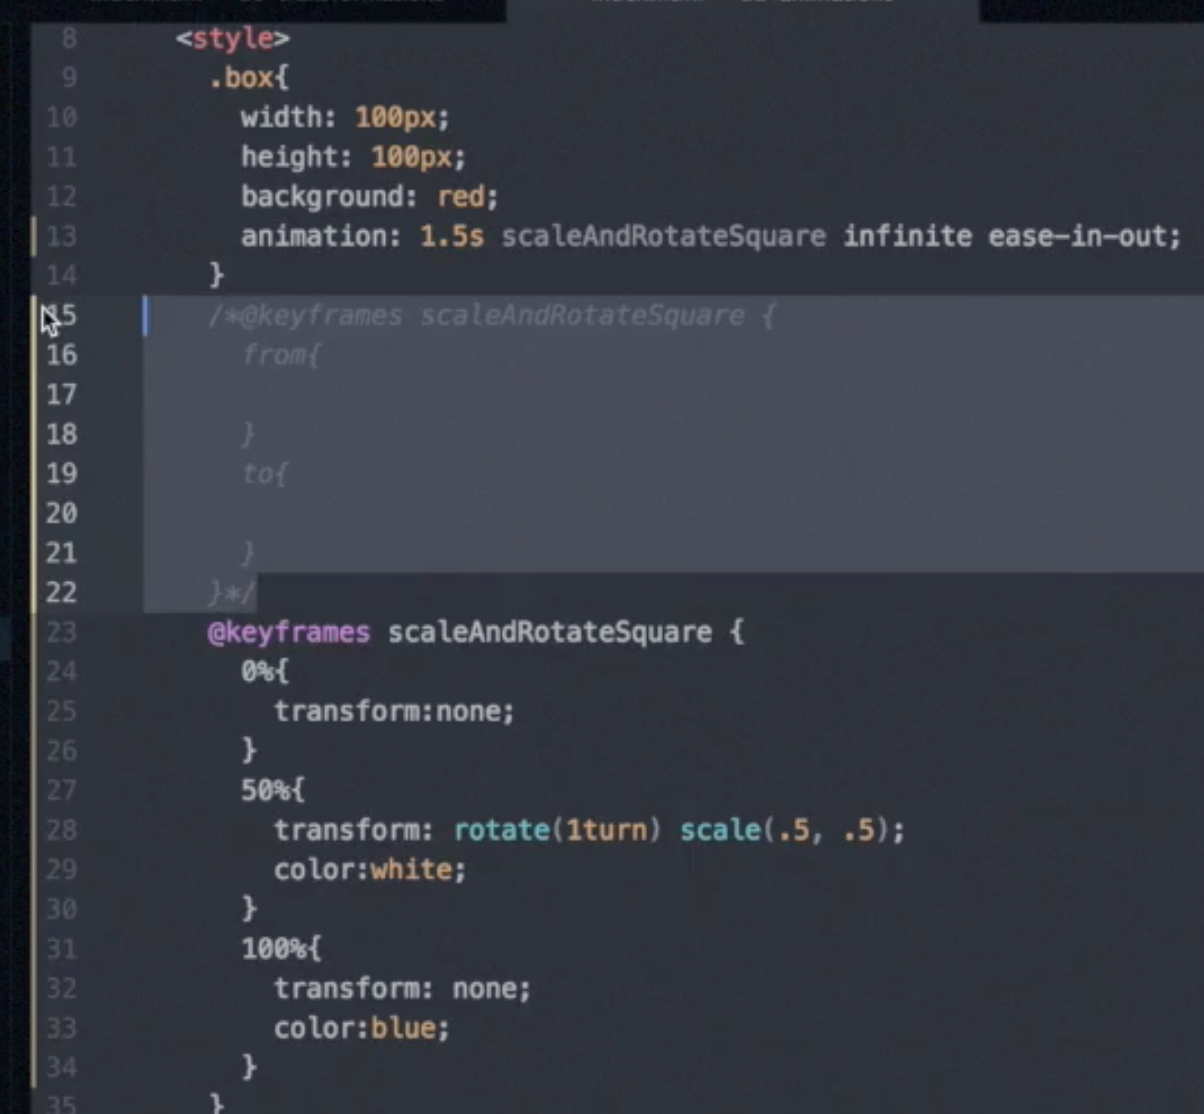 8 <style>
9 .box{
10 width: 100px;
11 height: 100px;
12 background: red;
13 animation: 1.5s scaleAndRotateSquare infinite ease-in-out;
14 }
15 /*@keyframes scaleAndRotateSquare {
16 from{
17
18 }
19 to{
20
21 }
22 }*/
23 @keyframes scaleAndRotateSquare {
24 0%{
25 transform:none;
26 }
27 50%{
28 transform: rotate(1turn) scale(.5, .5);
29 color:white;
30 }
31 100%{
32 transform: none;
33 color:blue;
34 }
35 }